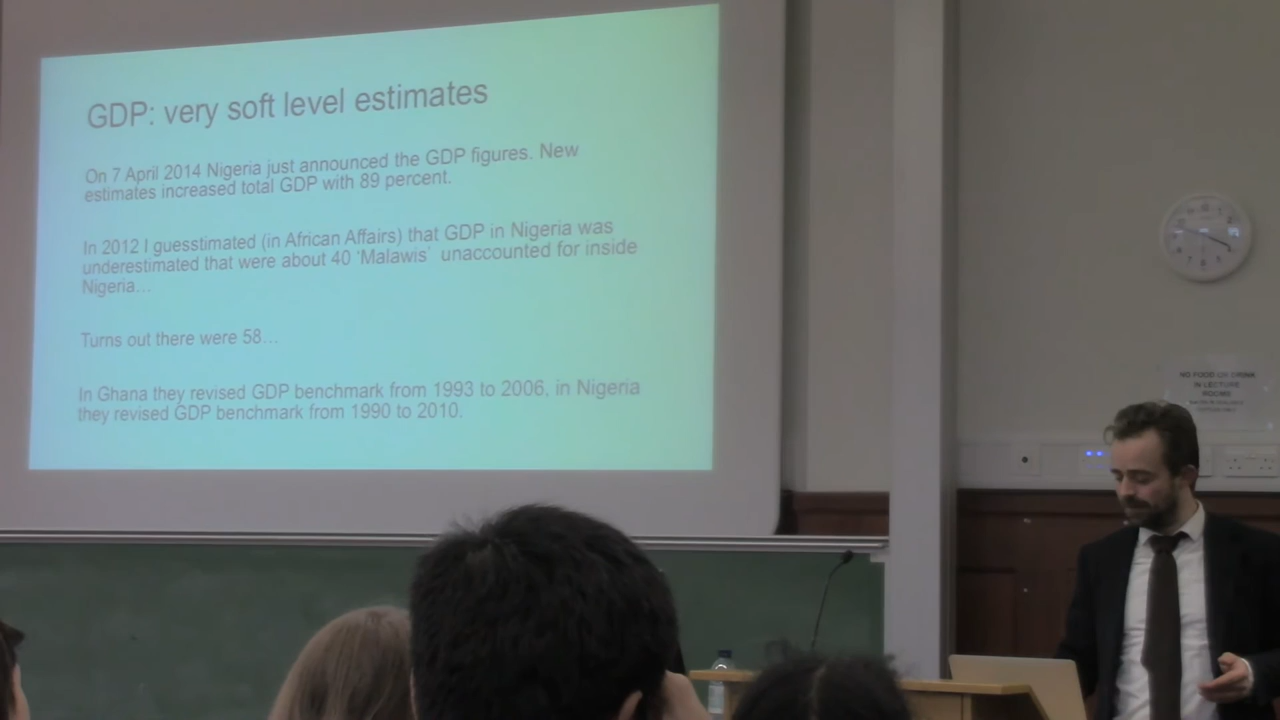 GDP: very soft level estimates
On 7 April 2014 Nigeria just announced the GDP figures. New
estimates increased total GDP with 89 percent.
In 2012 I guesstimated (in African Affairs) that GDP in Nigeria was
underestimated that were about 40 ‘Malawis’ unaccounted for inside
Nigeria…
Turns out there were 58…
In Ghana they revised GDP benchmark from 1993 to 2006, in Nigeria
they revised GDP benchmark from 1990 to 2010.
NO FOOD OR DRINK
IN LECTURE
ROOMS